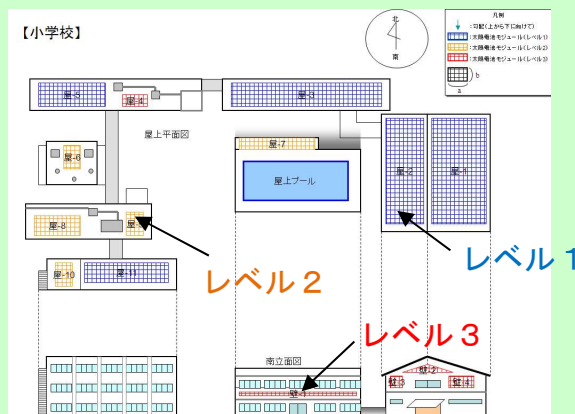 【小学校】
北
南
凡例
:勾配(上から下に向けて)
:太陽電池モジュール(レベル1)
:太陽電池モジュール(レベル2)
:太陽電池モジュール(レベル3)
b
a
屋-5
屋-4
屋-3
屋上平面図
屋-7
屋-6
屋上プール
屋-2
屋-1
屋-8
屋-10
屋-11
レベル1
レベル2
レベル3
南立面図
壁-1
壁-2
壁-3
壁-4